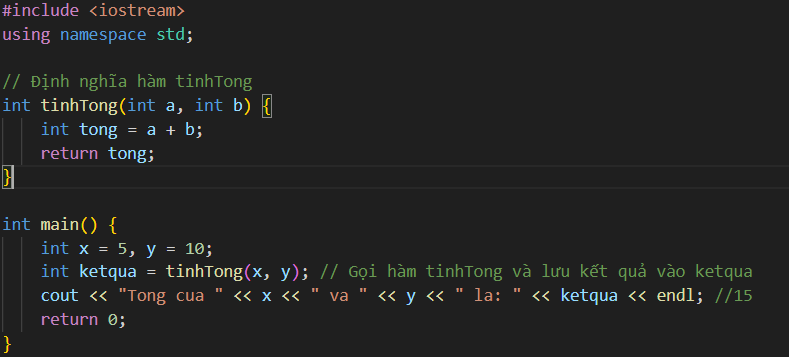 #include <iostream>
using namespace std;
// Định nghĩa hàm tinhTong
int tinhTong(int a, int b) {
    int tong = a + b;
    return tong;
}
int main() {
    int x = 5, y = 10;
    int ketqua = tinhTong(x, y); // Gọi hàm tinhTong và lưu kết quả vào ketqua
    cout << "Tong cua " << x << " va " << y << " la: " << ketqua << endl; //15
    return 0;
}